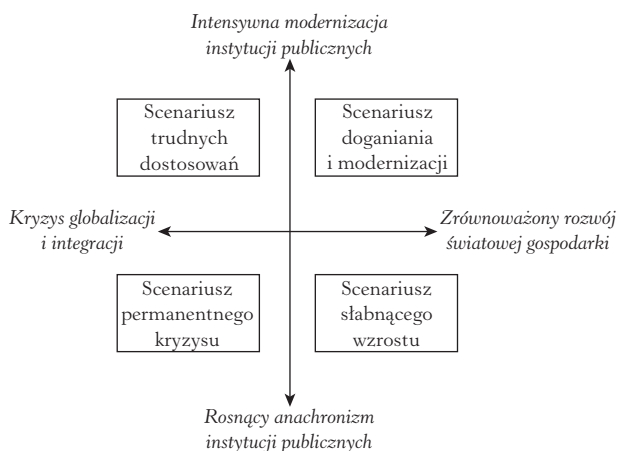 Intensywna modernizacja
instytucji publicznych
Scenariusz
trudnych
dostosowań
Scenariusz
doganiania
i modernizacji
Kryzys globalizacji
i integracji
Zrównoważony rozwój
światowej gospodarki
Scenariusz
permanentnego
kryzysu
Scenariusz
słabnącego
wzrostu
Rosnący anachronizm
instytucji publicznych